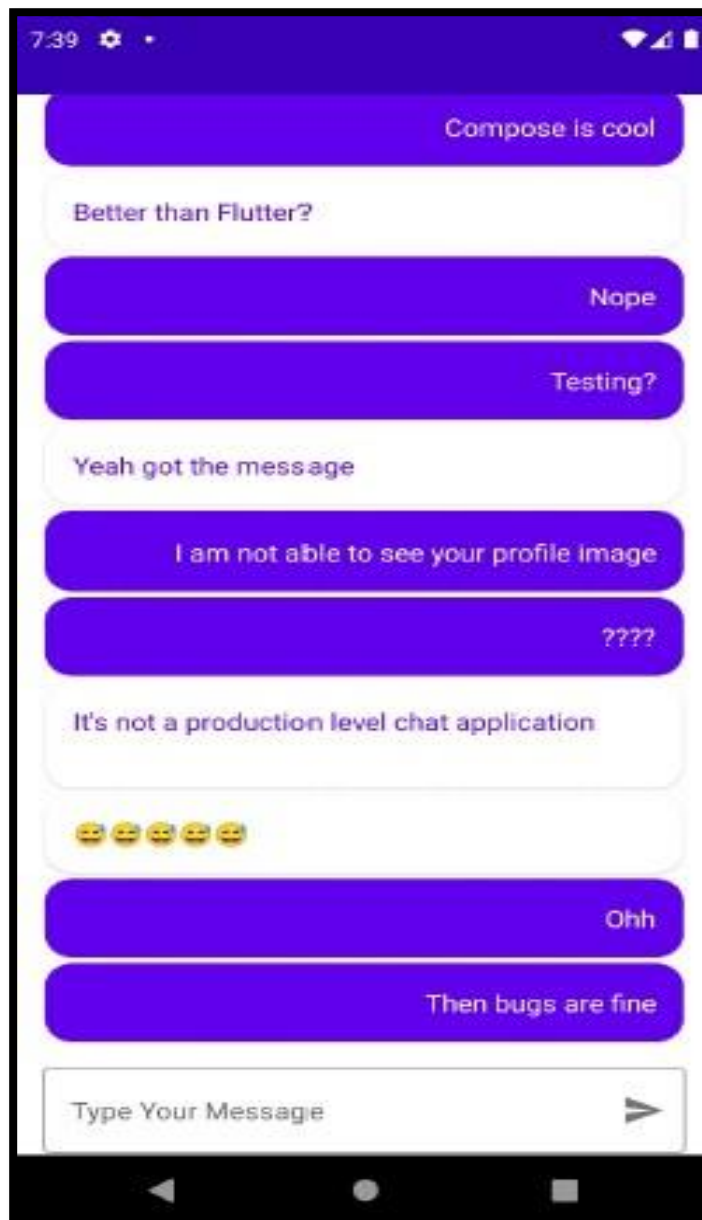 7:39
Compose is cool
Better than Flutter?
Nope
Testing?
Yeah got the message
I am not able to see your profile image
????
It's not a production level chat application
😅😅😅😅😅
Ohh
Then bugs are fine
Type Your Message